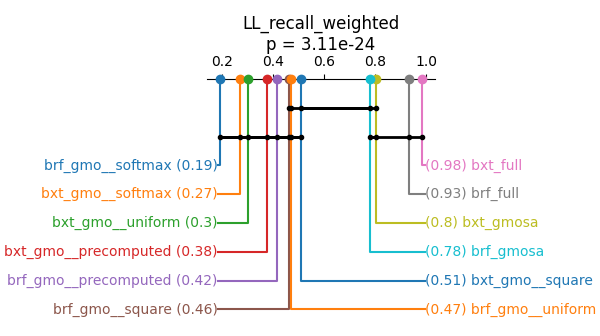 LL_recall_weighted
p = 3.11e-24
0.2 0.4 0.6 0.8 1.0
brf_gmo__softmax (0.19) (0.98) bxt_full
bxt_gmo__softmax (0.27) (0.93) brf_full
bxt_gmo__uniform (0.3) (0.8) bxt_gmosa
bxt_gmo__precomputed (0.38) (0.78) brf_gmosa
brf_gmo__precomputed (0.42) (0.51) bxt_gmo__square
brf_gmo__square (0.46) (0.47) brf_gmo__uniform